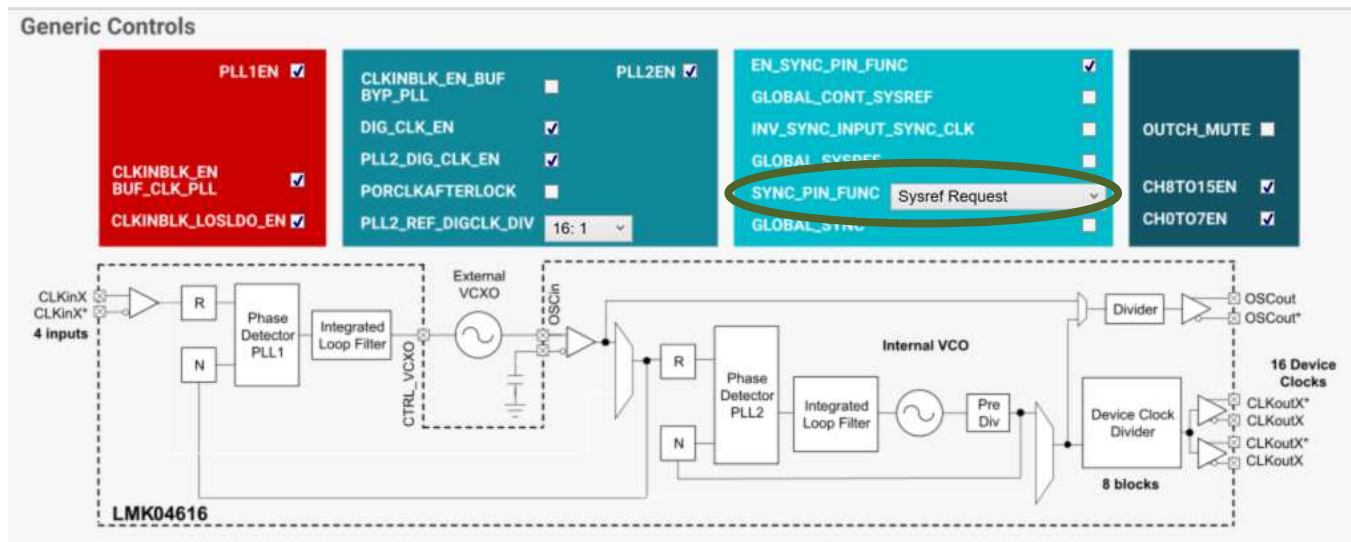 Generic Controls
PLL1EN
CLKINBLK_EN
BUF_CLK_PLL
CLKINBLK_LOSLDO_EN
CLKINBLK_EN_BUF
BYP_PLL
PLL2EN
DIG_CLK_EN
PLL2_DIG_CLK_EN
PORCLKAFTERLOCK
PLL2_REF_DIGCLK_DIV
16: 1
EN_SYNC_PIN_FUNC
GLOBAL_CONT_SYSREF
INV_SYNC_INPUT_SYNC_CLK
GLOBAL_SYSREF
SYNC_PIN_FUNC
Sysref Request
GLOBAL_SYNC
OUTCH_MUTE
CH8TO15EN
CH0TO7EN
CLKinX
CLKinX*
4 inputs
R
N
Phase
Detector
PLL1
Integrated
Loop Filter
CTRL_VCXO
External
VCXO
OSCin
R
N
Phase
Detector
PLL2
Integrated
Loop Filter
Internal VCO
Pre
Div
Divider
OSCout
OSCout*
Device Clock
Divider
8 blocks
16 Device
Clocks
CLKoutX*
CLKoutX
CLKoutX*
CLKoutX
LMK04616